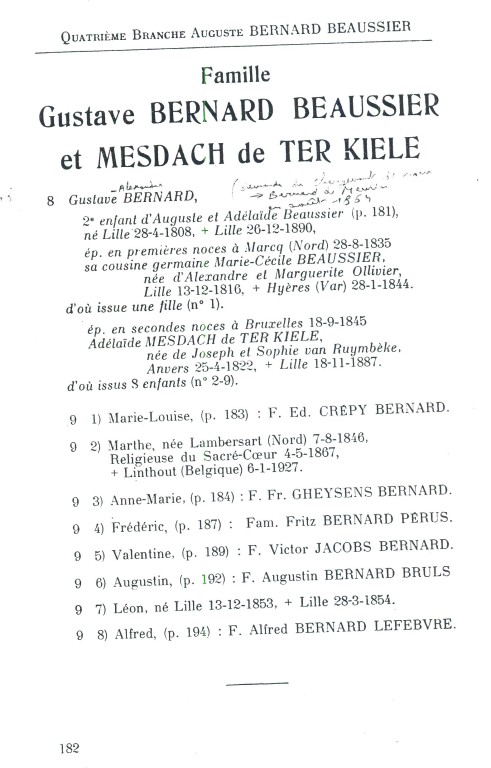 QUATRIÈME BRANCHE AUGUSTE BERNARD BEAUSSIER
Famille
Gustave BERNARD BEAUSSIER
et MESDACH de TER KIELE
Alexandre
8 Gustave BERNARD,
→ Bernard de Meurin
1854
2e enfant d'Auguste et Adélaïde Beaussier (p. 181),
né Lille 28-4-1808, + Lille 26-12-1890,
ép. en premières noces à Marcq (Nord) 28-8-1835
sa cousine germaine Marie-Cécile BEAUSSIER,
née d'Alexandre et Marguerite Ollivier,
Lille 13-12-1816, + Hyères (Var) 28-1-1844.
d'où issue une fille (n° 1).
ép. en secondes noces à Bruxelles 18-9-1845
Adélaïde MESDACH de TER KIELE,
née de Joseph et Sophie van Ruymbèke,
Anvers 25-4-1822, + Lille 18-11-1887.
d'où issus 8 enfants (n° 2-9).
9 1) Marie-Louise, (p. 183) : F. Ed. CRÉPY BERNARD.
9 2) Marthe, née Lambersart (Nord) 7-8-1846,
Religieuse du Sacré-Cœur 4-5-1867,
+ Linthout (Belgique) 6-1-1927.
9 3) Anne-Marie, (p. 184) : F. Fr. GHEYSENS BERNARD.
9 4) Frédéric, (p. 187) : Fam. Fritz BERNARD PÉRUS.
9 5) Valentine, (p. 189) : F. Victor JACOBS BERNARD.
9 6) Augustin, (p. 192) : F. Augustin BERNARD BRULS
9 7) Léon, né Lille 13-12-1853, + Lille 28-3-1854.
9 8) Alfred, (p. 194) : F. Alfred BERNARD LEFEBVRE.
182